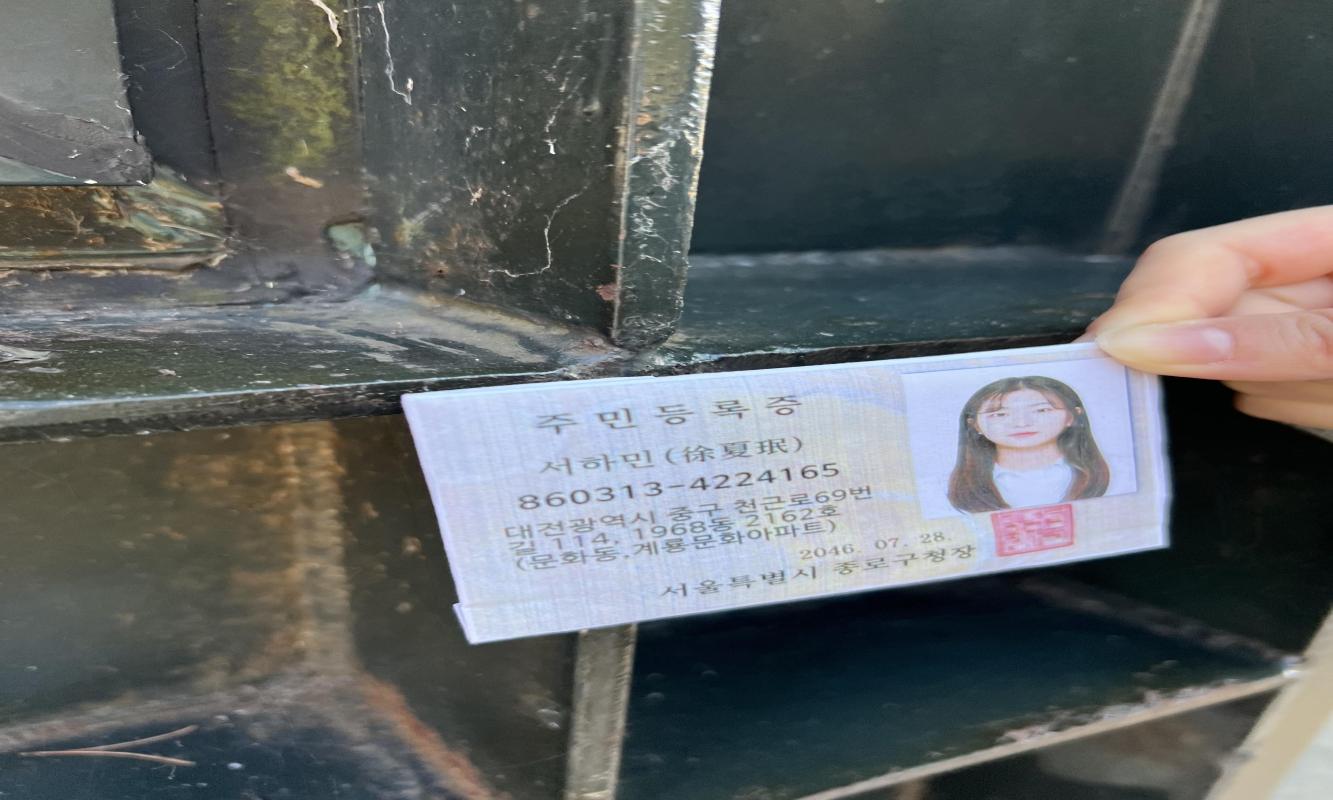 주민등록증
서하민(徐夏珉)
860313-4224165
대전광역시 중구 천근로69번
길 114, 1968동 2162호
(문화동,계룡문화아파트)
2046. 07. 28.
서울특별시 종로구청장